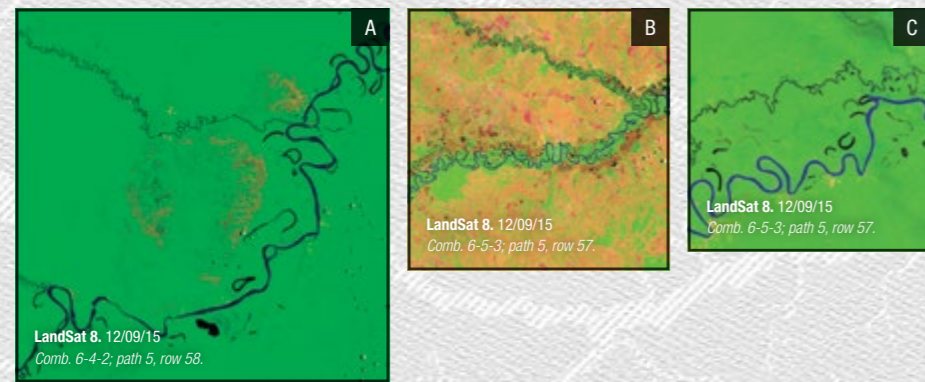 A
LandSat 8. 12/09/15
Comb. 6-4-2; path 5, row 58.
B
LandSat 8. 12/09/15
Comb. 6-5-3; path 5, row 57.
C
LandSat 8. 12/09/15
Comb. 6-5-3; path 5, row 57.